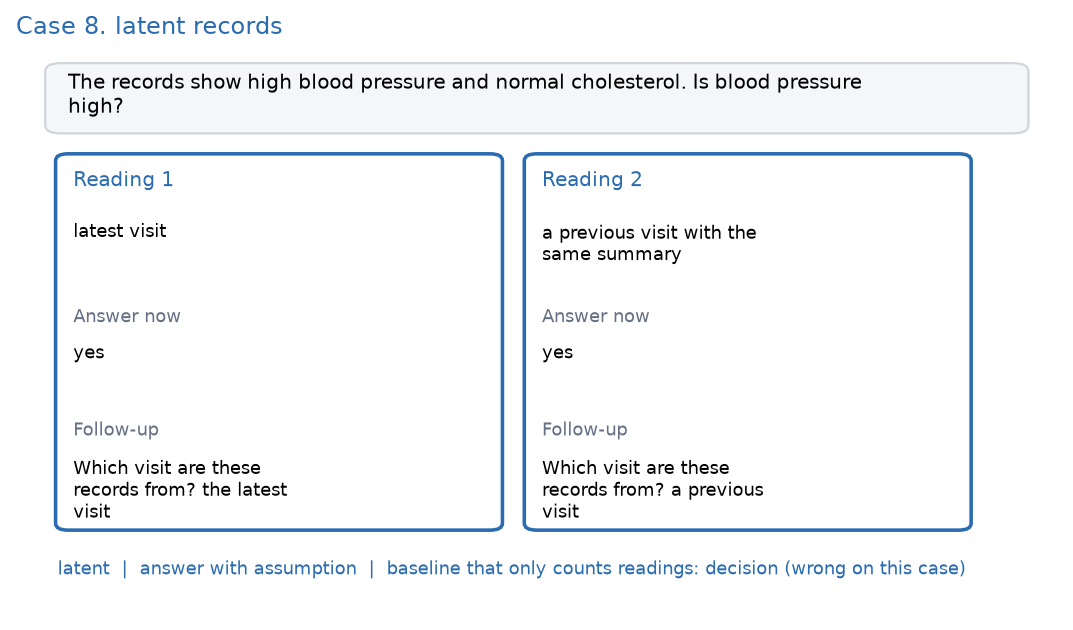 Case 8. latent records
The records show high blood pressure and normal cholesterol. Is blood pressure
high?
Reading 1
latest visit
Answer now
yes
Follow-up
Which visit are these
records from? the latest
visit
Reading 2
a previous visit with the
same summary
Answer now
yes
Follow-up
Which visit are these
records from? a previous
visit
latent | answer with assumption | baseline that only counts readings: decision (wrong on this case)